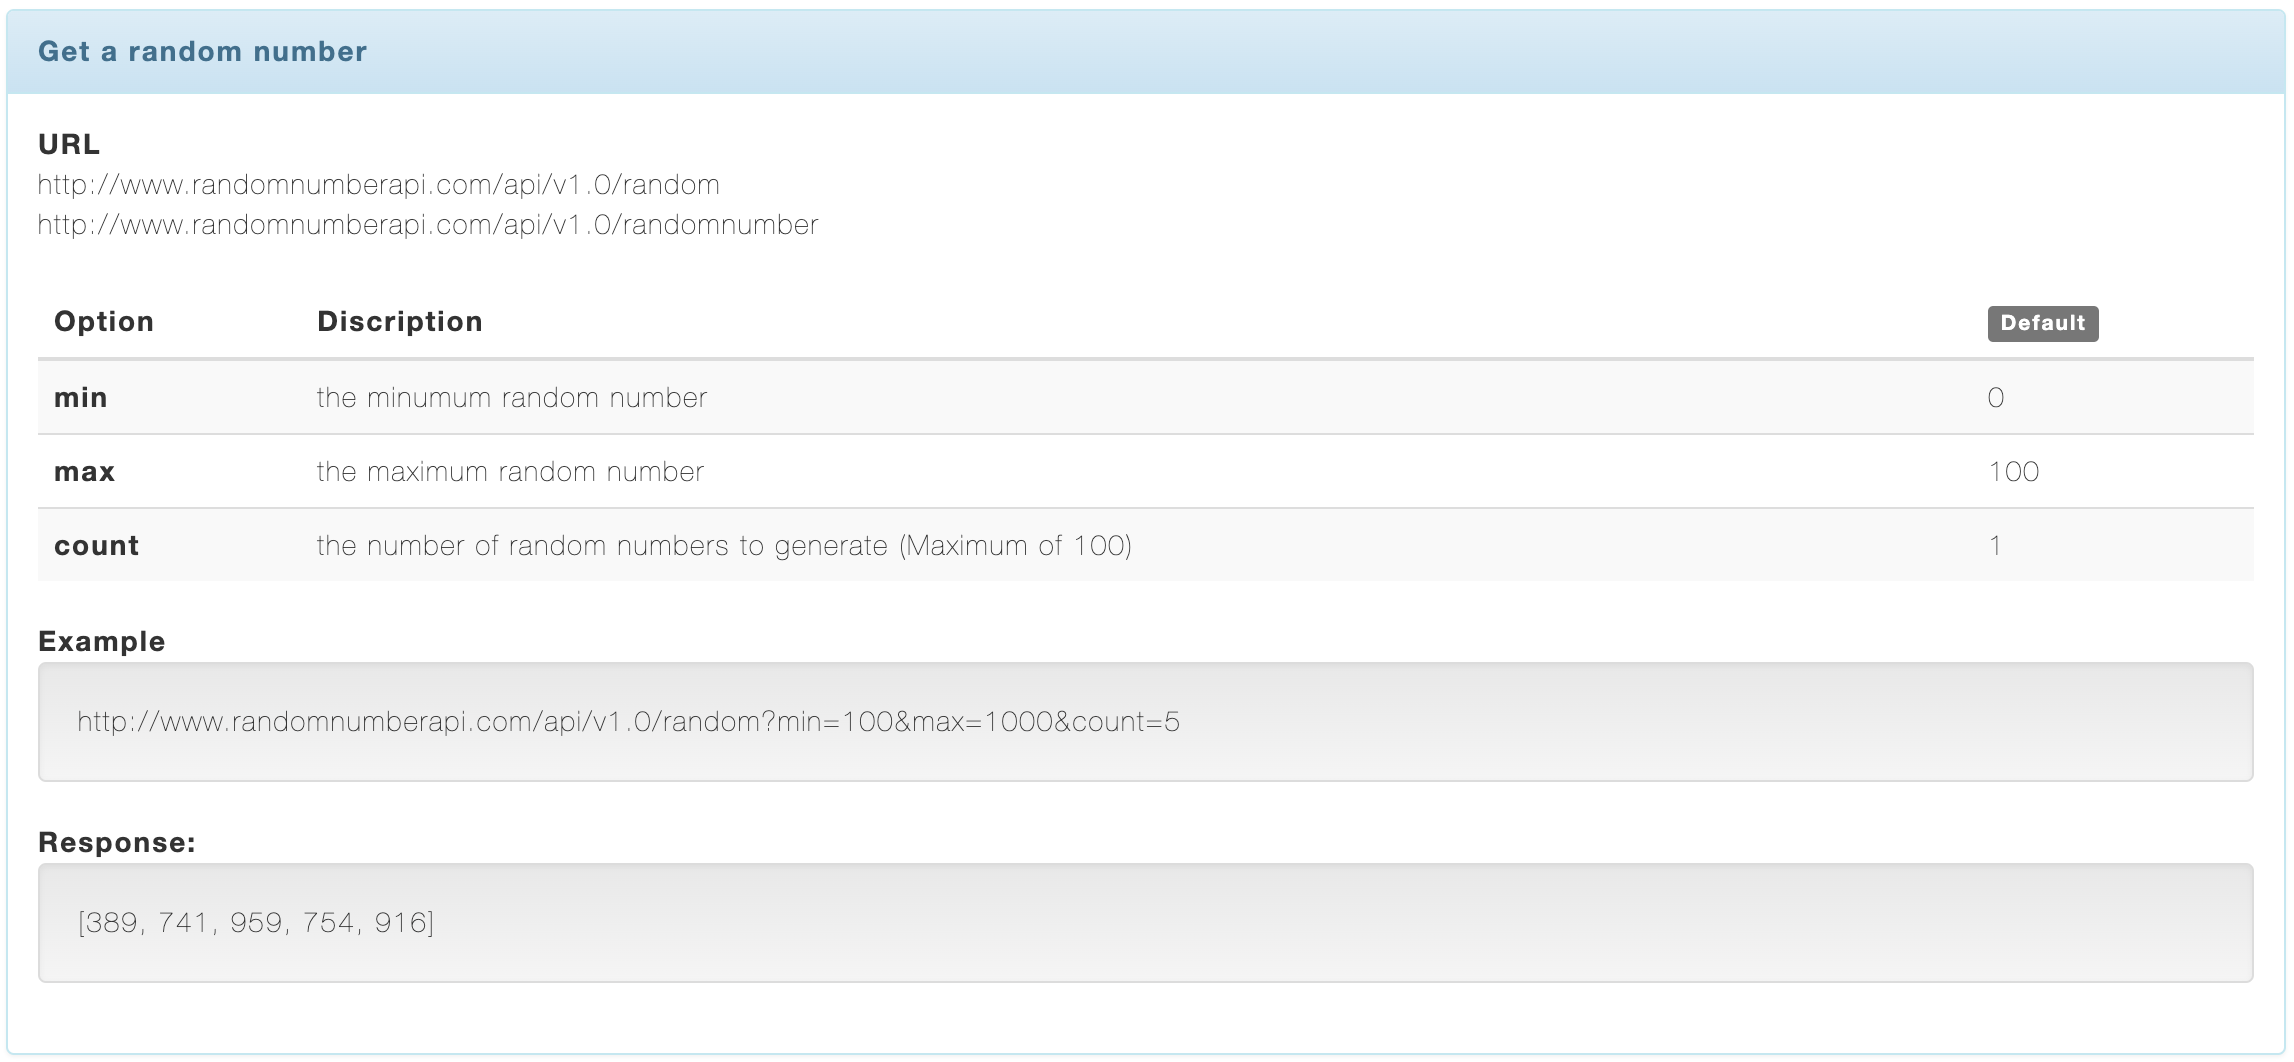 Get a random number
URL
http://www.randomnumberapi.com/api/v1.0/random
http://www.randomnumberapi.com/api/v1.0/randomnumber
Option Discription Default
min the minumum random number 0
max the maximum random number 100
count the number of random numbers to generate (Maximum of 100) 1
Example
http://www.randomnumberapi.com/api/v1.0/random?min=100&max=1000&count=5
Response:
[389, 741, 959, 754, 916]